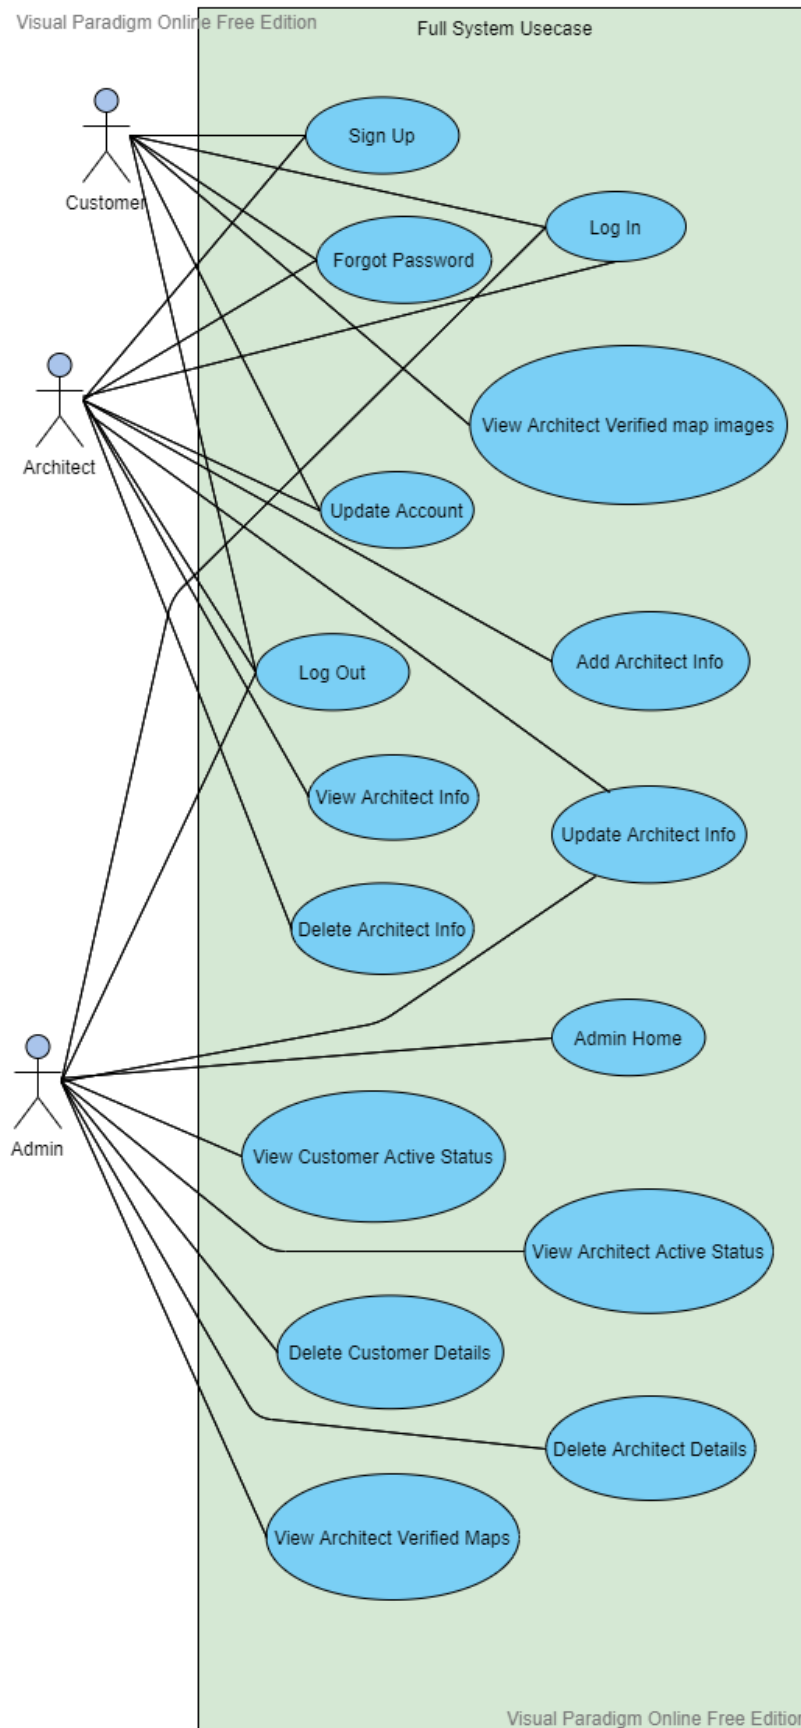 Visual Paradigm Online Free Edition
Full System Usecase
Customer
Sign Up
Log In
Forgot Password
Architect
View Architect Verified map images
Update Account
Add Architect Info
Log Out
View Architect Info
Update Architect Info
Delete Architect Info
Admin
Admin Home
View Customer Active Status
View Architect Active Status
Delete Customer Details
Delete Architect Details
View Architect Verified Maps
Visual Paradigm Online Free Edition